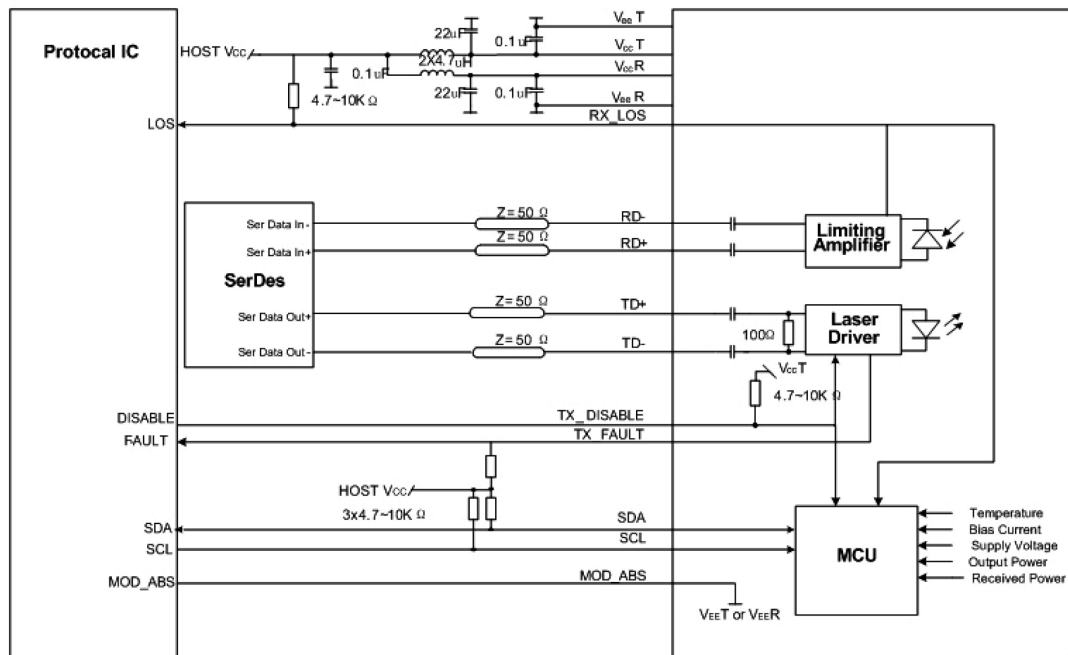 Protocal IC
HOST Vcc
22uF
0.1uF
Vee T
Vcc T
2X4.7uH
0.1uF
Vcc R
22uF
0.1uF
Vee R
4.7~10K Ω
LOS
RX_LOS
SerDes
Ser Data In -
Z= 50 Ω
RD-
Ser Data In+
Z= 50 Ω
RD+
Limiting
Amplifier
Ser Data Out+
Z= 50 Ω
TD+
100Ω
Laser
Driver
Ser Data Out -
Z= 50 Ω
TD-
VccT
4.7~10K Ω
DISABLE
TX_DISABLE
FAULT
TX_FAULT
HOST Vcc
3x4.7~10K Ω
SDA
SDA
SCL
SCL
MOD_ABS
MOD_ABS
VEET or VEER
MCU
Temperature
Bias Current
Supply Voltage
Output Power
Received Power